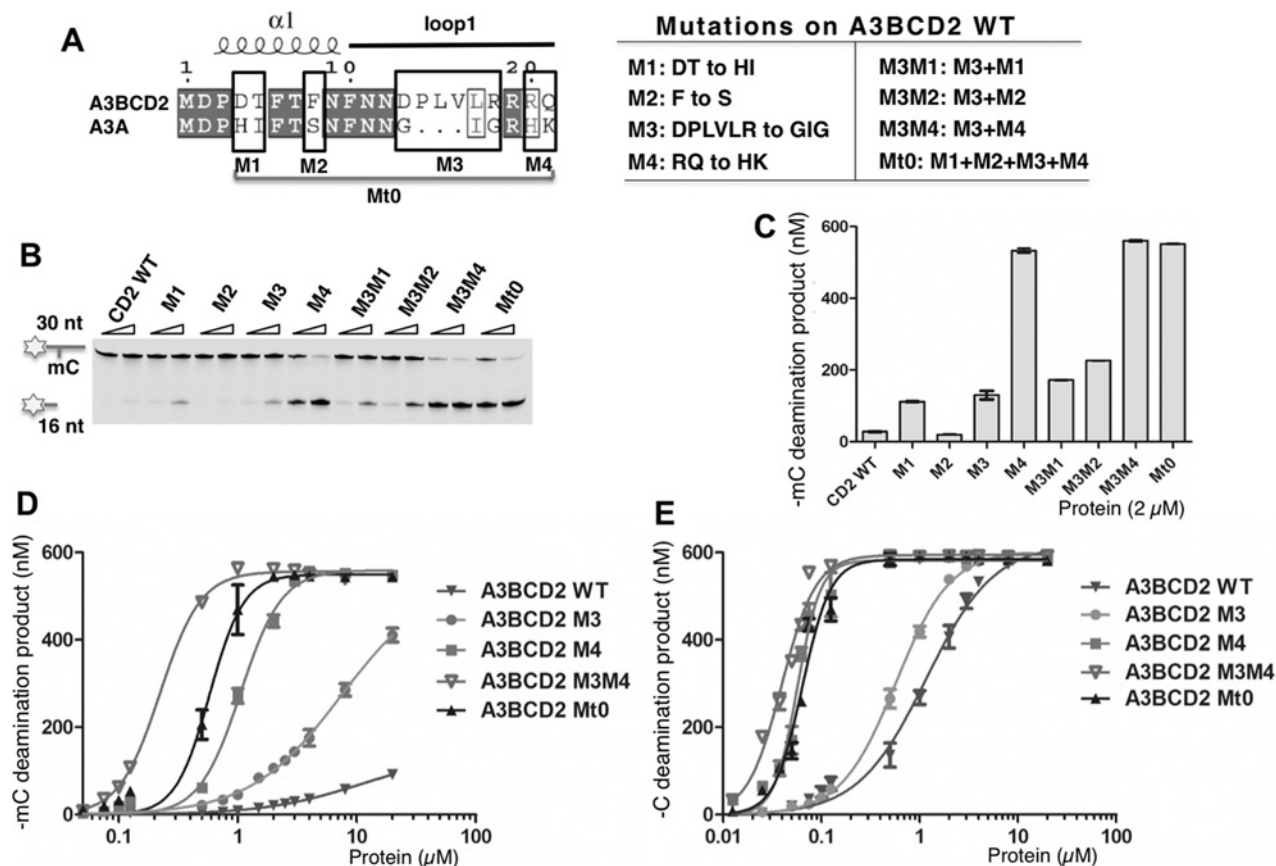 A
α1
loop1
1
10
20
A3BCD2 MDPDTFTFNFNNDPLVLRRRQ
A3A MDPHIFTSNFNNG...IGRHK
M1 M2 M3 M4
Mt0
Mutations on A3BCD2 WT
M1: DT to HI M3M1: M3+M1
M2: F to S M3M2: M3+M2
M3: DPLVLR to GIG M3M4: M3+M4
M4: RQ to HK Mt0: M1+M2+M3+M4
B
CD2 WT M1 M2 M3 M4 M3M1 M3M2 M3M4 Mt0
30 nt
mC
16 nt
C
-mC deamination product (nM)
600
400
200
0
CD2 WT M1 M2 M3 M4 M3M1 M3M2 M3M4 Mt0
Protein (2 µM)
D
-mC deamination product (nM)
600
400
200
0
0.1 1 10 100
Protein (µM)
A3BCD2 WT
A3BCD2 M3
A3BCD2 M4
A3BCD2 M3M4
A3BCD2 Mt0
E
-C deamination product (nM)
600
400
200
0
0.01 0.1 1 10 100
Protein (µM)
A3BCD2 WT
A3BCD2 M3
A3BCD2 M4
A3BCD2 M3M4
A3BCD2 Mt0